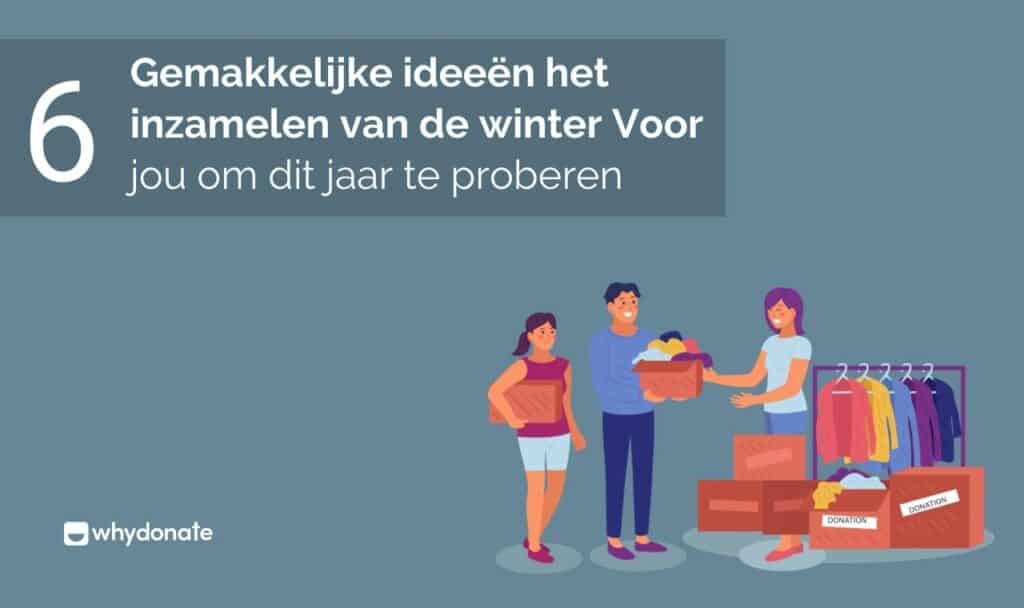 6
Gemakkelijke ideeën het
inzamelen van de winter Voor
jou om dit jaar te proberen
DONATION
DONATION
whydonate